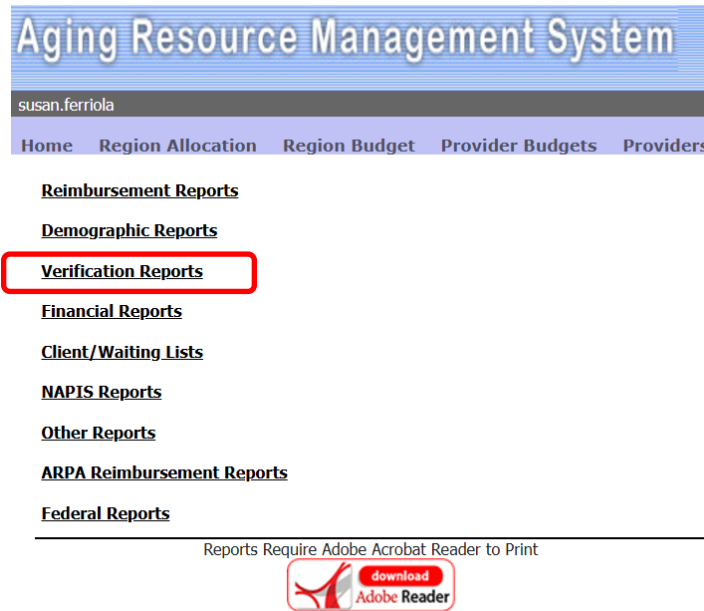 Aging Resource Management System
susan.ferriola
Home Region Allocation Region Budget Provider Budgets Providers
Reimbursement Reports
Demographic Reports
Verification Reports
Financial Reports
Client/Waiting Lists
NAPIS Reports
Other Reports
ARPA Reimbursement Reports
Federal Reports
Reports Require Adobe Acrobat Reader to Print
download
Adobe Reader